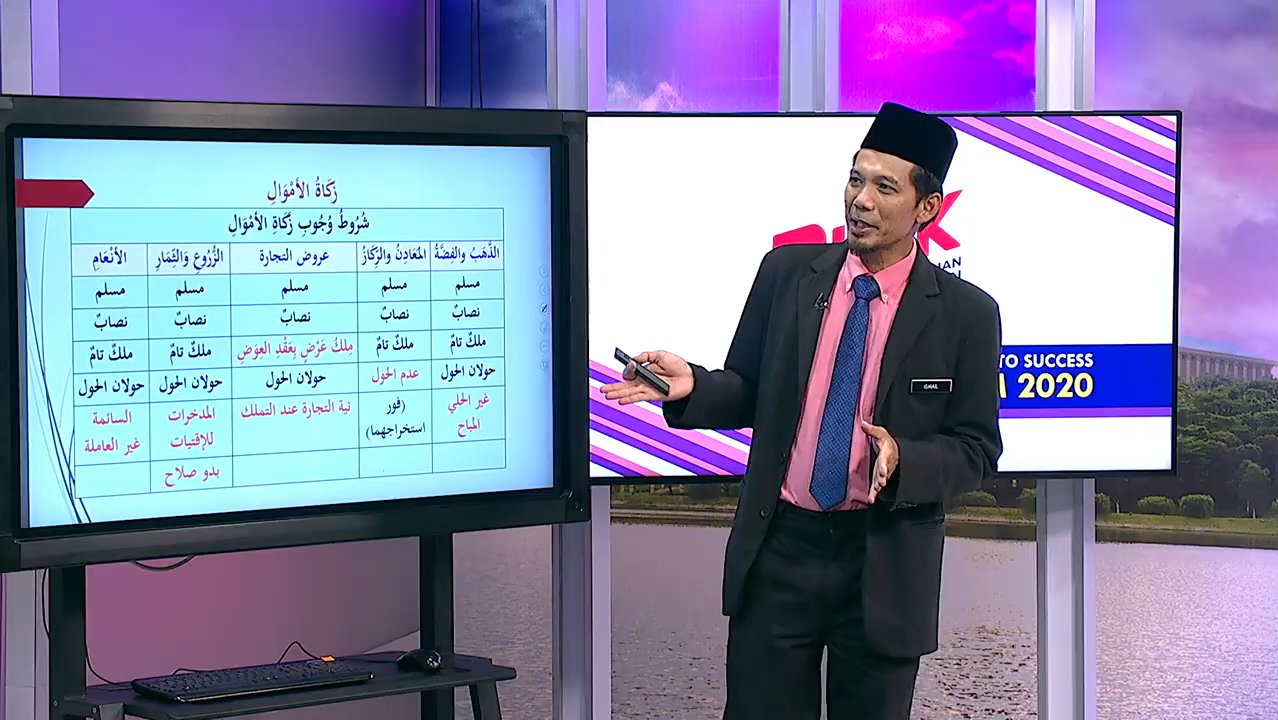 زَكَاةُ الأَمْوَالِ
شُرُوطُ وُجُوبِ زَكَاةِ الأَمْوَالِ
الذَّهَبُ والفِضَّةُ المَعَادِنُ والرِّكَازُ عروض التجارة الزُّرُوعِ وَالثِّمَارِ الأَنْعَامِ
مسلم مسلم مسلم مسلم مسلم
نصابٌ نصابٌ نصابٌ نصابٌ نصابٌ
ملكٌ تامٌ ملكٌ تامٌ مِلكُ عَرْضٍ بِعَقْدِ العِوَضِ ملكٌ تامٌ ملكٌ تامٌ
حولان الحول عدم الحول حولان الحول حولان الحول حولان الحول
غير الحلي (فور نية التجارة عند التملك المدخرات السائمة
المباح استخراجهما) للإقتيات غير العاملة
بدو صلاح
TO SUCCESS
2020
ISMAIL